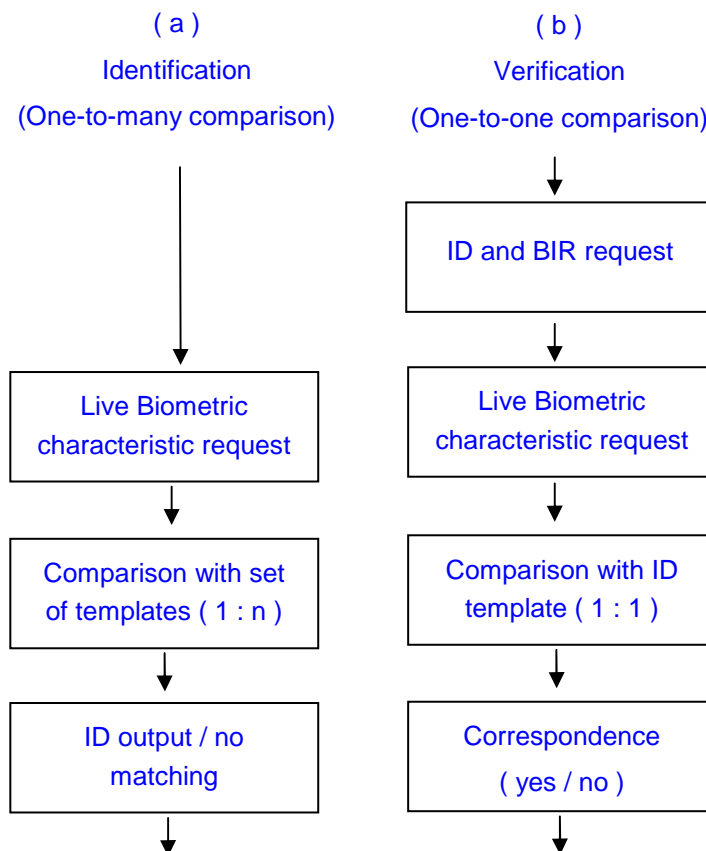 ( a )
Identification
(One-to-many comparison)
Live Biometric
characteristic request
Comparison with set
of templates ( 1 : n )
ID output / no
matching
( b )
Verification
(One-to-one comparison)
ID and BIR request
Live Biometric
characteristic request
Comparison with ID
template ( 1 : 1 )
Correspondence
( yes / no )